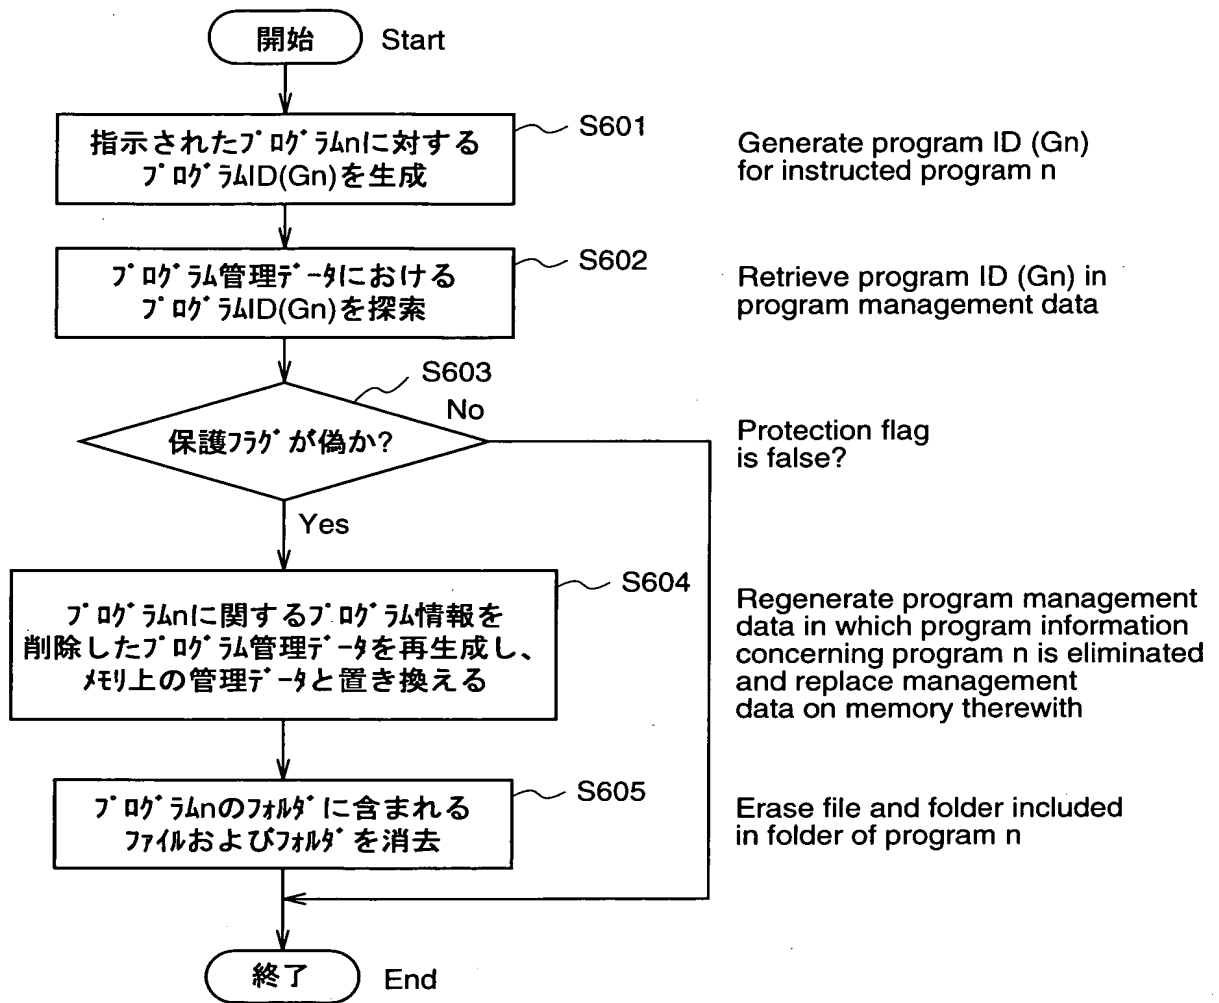 開始
Start
指示されたプログラムnに対する
プログラムID(Gn)を生成
S601
Generate program ID (Gn)
for instructed program n
プログラム管理データにおける
プログラムID(Gn)を探索
S602
Retrieve program ID (Gn) in
program management data
S603
No
保護フラグが偽か?
Protection flag
is false?
Yes
S604
プログラムnに関するプログラム情報を
削除したプログラム管理データを再生成し、
メモリ上の管理データと置き換える
Regenerate program management
data in which program information
concerning program n is eliminated
and replace management
data on memory therewith
S605
プログラムnのフォルダに含まれる
ファイルおよびフォルダを消去
Erase file and folder included
in folder of program n
終了
End